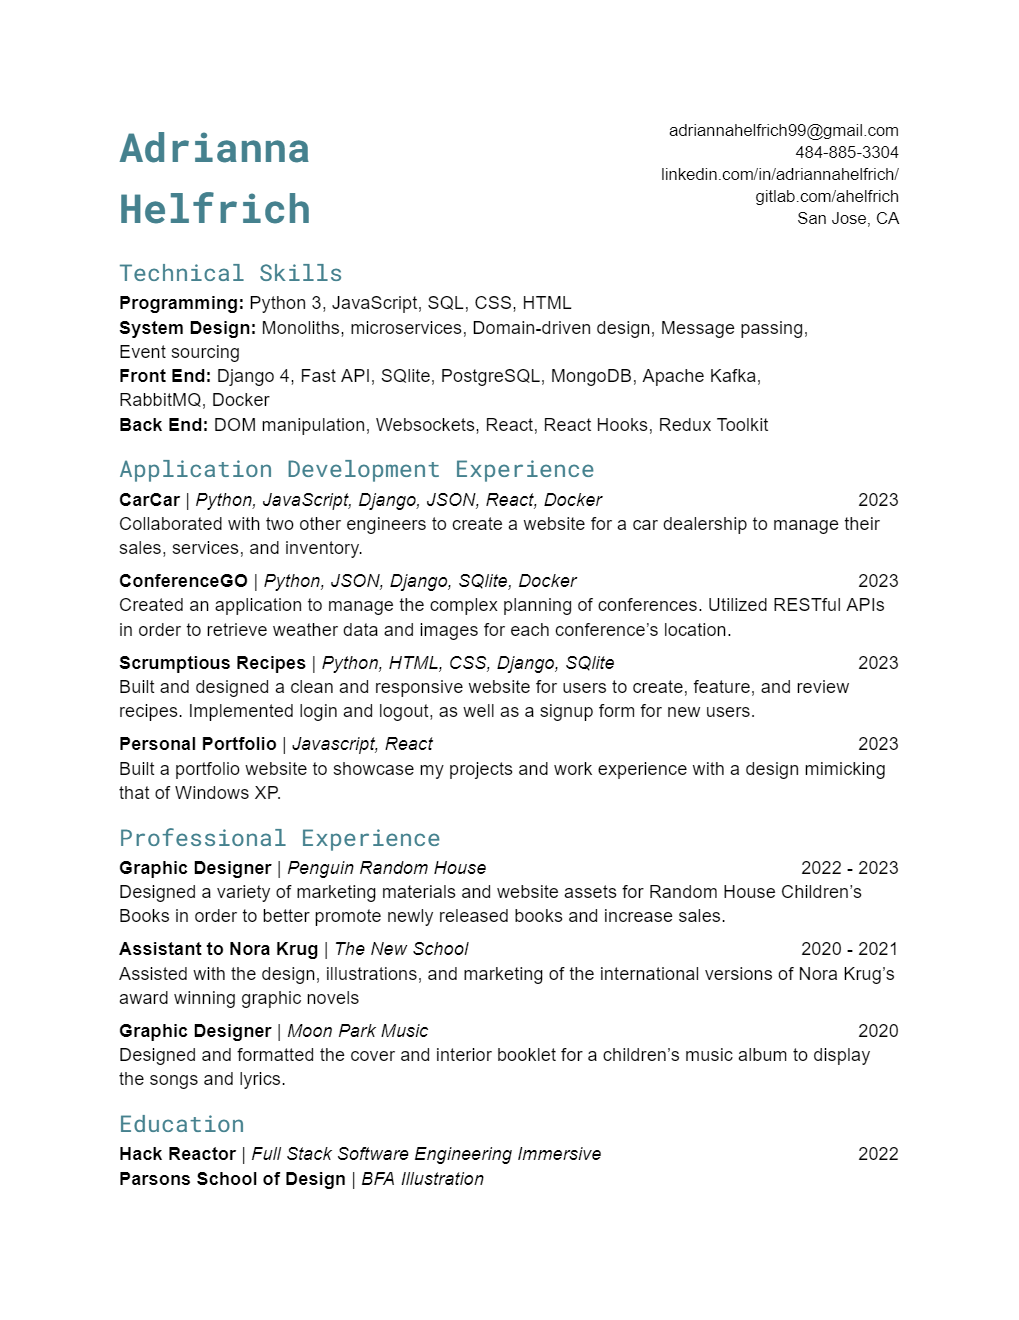 Adrianna
Helfrich
adriannahelfrich99@gmail.com
484-885-3304
linkedin.com/in/adriannahelfrich/
gitlab.com/ahelfrich
San Jose, CA
Technical Skills
Programming: Python 3, JavaScript, SQL, CSS, HTML
System Design: Monoliths, microservices, Domain-driven design, Message passing,
Event sourcing
Front End: Django 4, Fast API, SQlite, PostgreSQL, MongoDB, Apache Kafka,
RabbitMQ, Docker
Back End: DOM manipulation, Websockets, React, React Hooks, Redux Toolkit
Application Development Experience
CarCar | Python, JavaScript, Django, JSON, React, Docker 2023
Collaborated with two other engineers to create a website for a car dealership to manage their
sales, services, and inventory.
ConferenceGO | Python, JSON, Django, SQlite, Docker 2023
Created an application to manage the complex planning of conferences. Utilized RESTful APIs
in order to retrieve weather data and images for each conference’s location.
Scrumptious Recipes | Python, HTML, CSS, Django, SQlite 2023
Built and designed a clean and responsive website for users to create, feature, and review
recipes. Implemented login and logout, as well as a signup form for new users.
Personal Portfolio | Javascript, React 2023
Built a portfolio website to showcase my projects and work experience with a design mimicking
that of Windows XP.
Professional Experience
Graphic Designer | Penguin Random House 2022 - 2023
Designed a variety of marketing materials and website assets for Random House Children’s
Books in order to better promote newly released books and increase sales.
Assistant to Nora Krug | The New School 2020 - 2021
Assisted with the design, illustrations, and marketing of the international versions of Nora Krug’s
award winning graphic novels
Graphic Designer | Moon Park Music 2020
Designed and formatted the cover and interior booklet for a children’s music album to display
the songs and lyrics.
Education
Hack Reactor | Full Stack Software Engineering Immersive 2022
Parsons School of Design | BFA Illustration